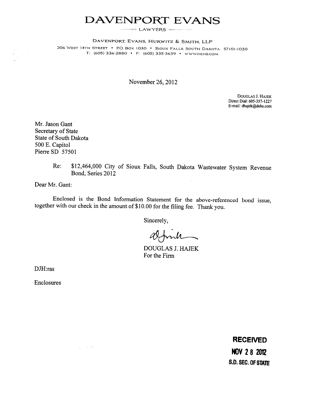 DAVENPORT EVANS
LAWYERS
DAVENPORT, EVANS, HURWITZ & SMITH, LLP
206 WEST 14TH STREET • PO BOX 1030 • SIOUX FALLS, SOUTH DAKOTA 57101-1030
T: (605) 336-2880 • F: (605) 335-3639 • WWW.DEHS.COM
November 26, 2012
DOUGLAS J. HAJEK
Direct Dial: 605-357-1227
E-mail: dhajek@dehs.com
Mr. Jason Gant
Secretary of State
State of South Dakota
500 E. Capitol
Pierre SD 57501
Re: $12,464,000 City of Sioux Falls, South Dakota Wastewater System Revenue
Bond, Series 2012
Dear Mr. Gant:
Enclosed is the Bond Information Statement for the above-referenced bond issue,
together with our check in the amount of $10.00 for the filing fee. Thank you.
Sincerely,
DOUGLAS J. HAJEK
For the Firm
DJH:ras
Enclosures
RECEIVED
NOV 28 2012
S.D. SEC. OF STATE